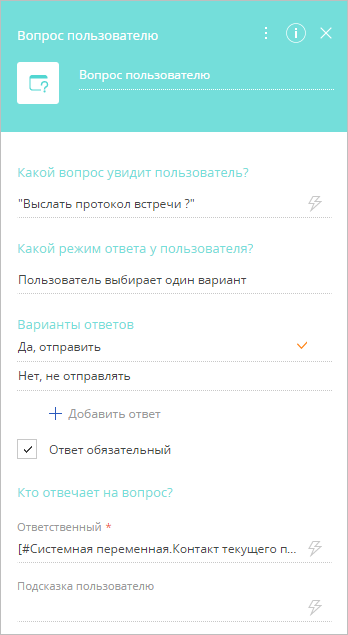 Вопрос пользователю
Вопрос пользователю
Какой вопрос увидит пользователь?
"Выслать протокол встречи ?"
Какой режим ответа у пользователя?
Пользователь выбирает один вариант
Варианты ответов
Да, отправить
Нет, не отправлять
Добавить ответ
Ответ обязательный
Кто отвечает на вопрос?
Ответственный *
[#Системная переменная.Контакт текущего п...
Подсказка пользователю